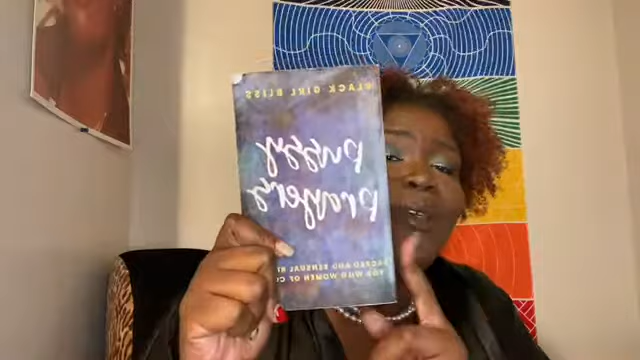 BLACK GIRL BLISS
pussy
prayers
SACRED AND SENSUAL
FOR WILD WOMEN OF